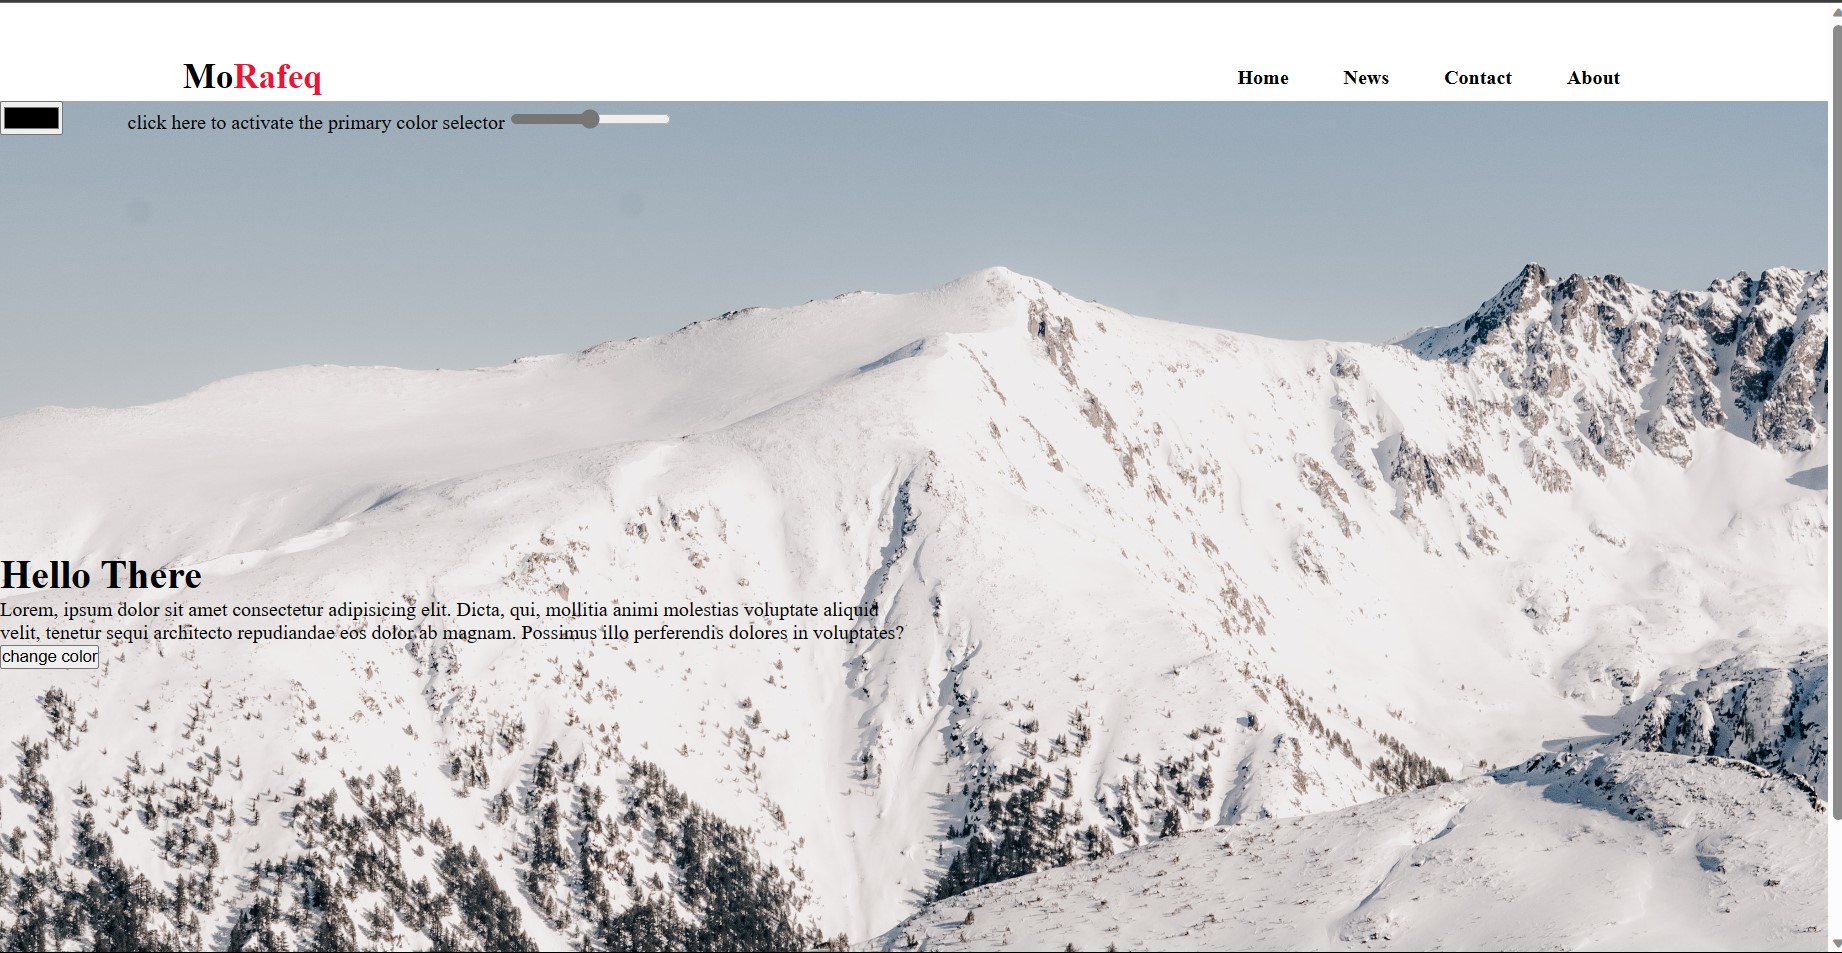 MoRafeq
Home News Contact About
click here to activate the primary color selector
Hello There
Lorem, ipsum dolor sit amet consectetur adipisicing elit. Dicta, qui, mollitia animi molestias voluptate aliquid
velit, tenetur sequi architecto repudiandae eos dolor ab magnam. Possimus illo perferendis dolores in voluptates?
change color